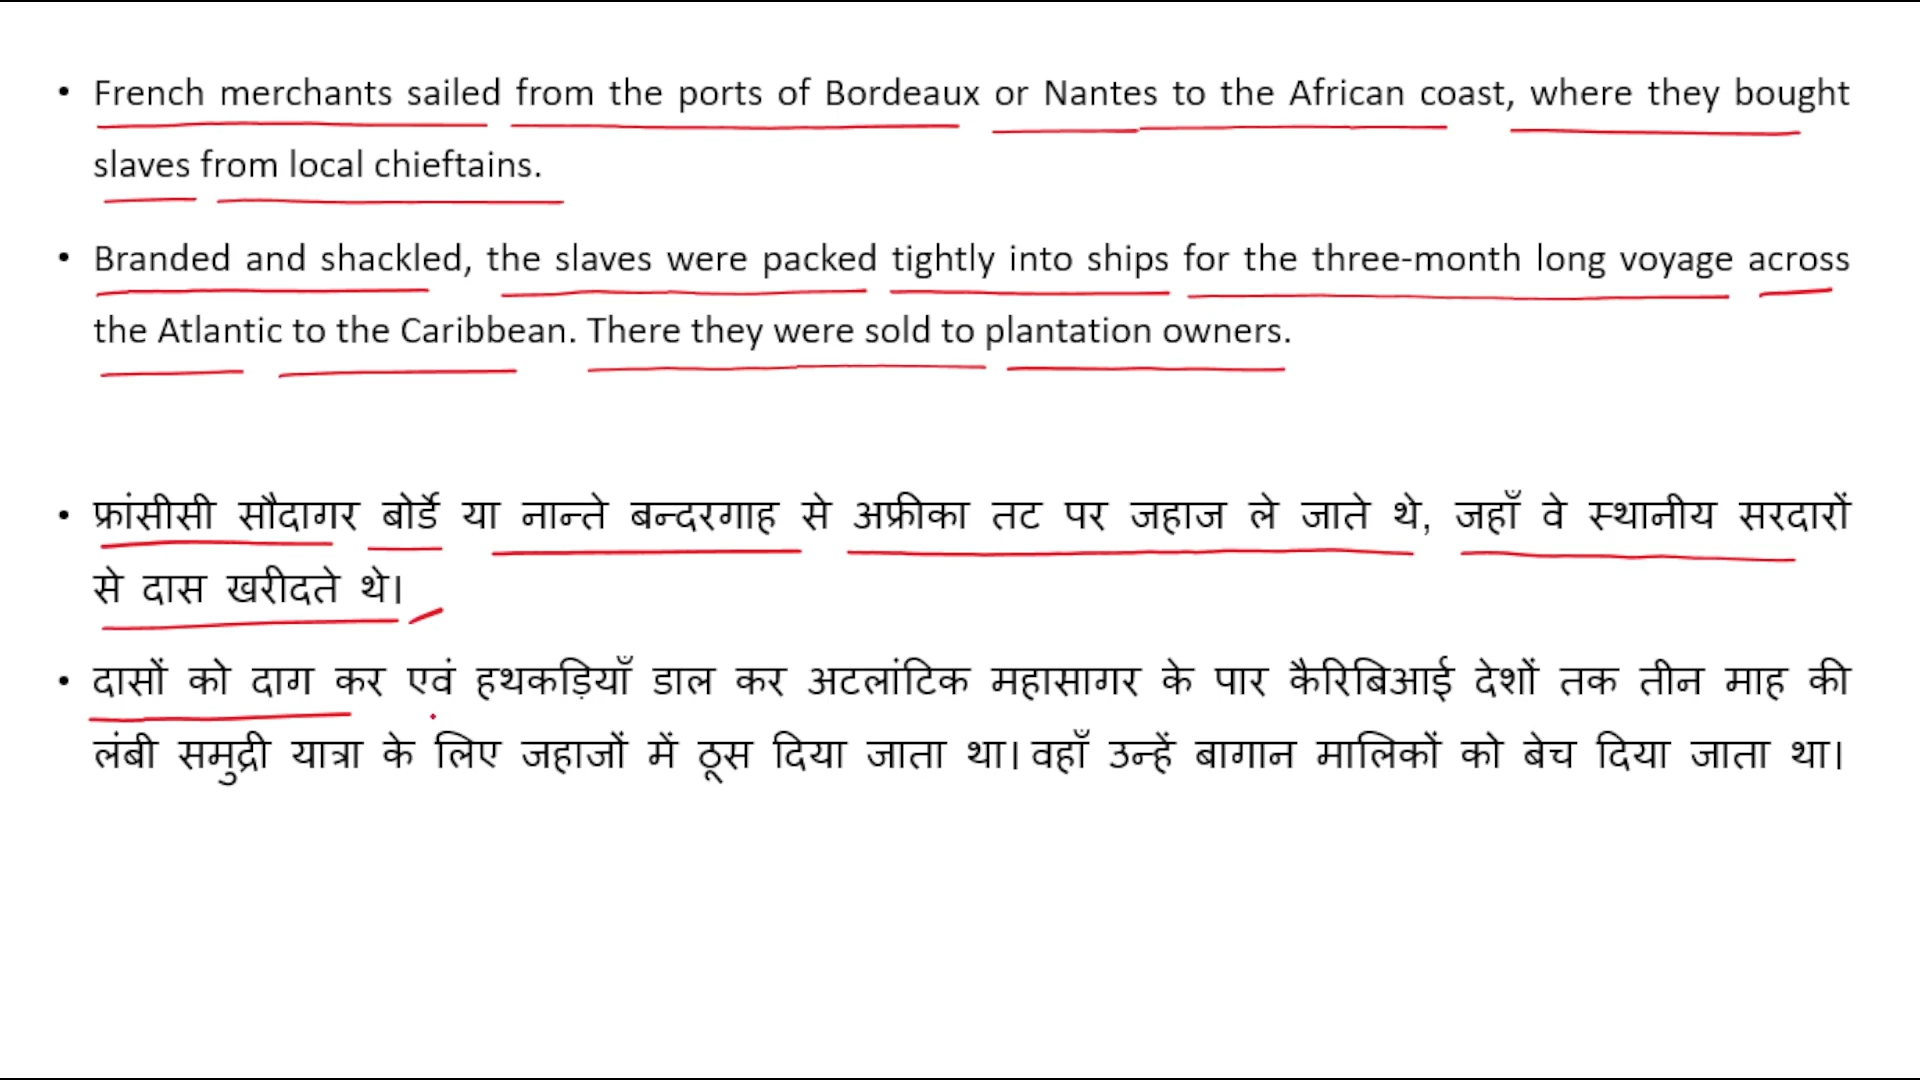 • French merchants sailed from the ports of Bordeaux or Nantes to the African coast, where they bought
slaves from local chieftains.
• Branded and shackled, the slaves were packed tightly into ships for the three-month long voyage across
the Atlantic to the Caribbean. There they were sold to plantation owners.
• फ्रांसीसी सौदागर बोर्डे या नान्ते बन्दरगाह से अफ्रीका तट पर जहाज ले जाते थे, जहाँ वे स्थानीय सरदारों
से दास खरीदते थे।
• दासों को दाग कर एवं हथकड़ियाँ डाल कर अटलांटिक महासागर के पार कैरिबिआई देशों तक तीन माह की
लंबी समुद्री यात्रा के लिए जहाजों में ठूस दिया जाता था। वहाँ उन्हें बागान मालिकों को बेच दिया जाता था।